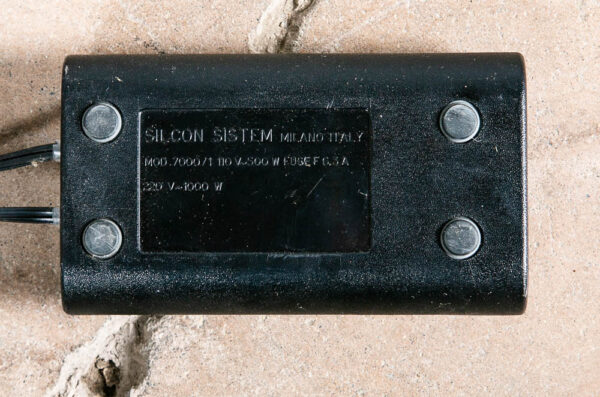 SILCON SISTEM MILANO ITALY
MOD. 7000/1 110 V~500 W FUSE F 6.3 A
220 V~1000 W